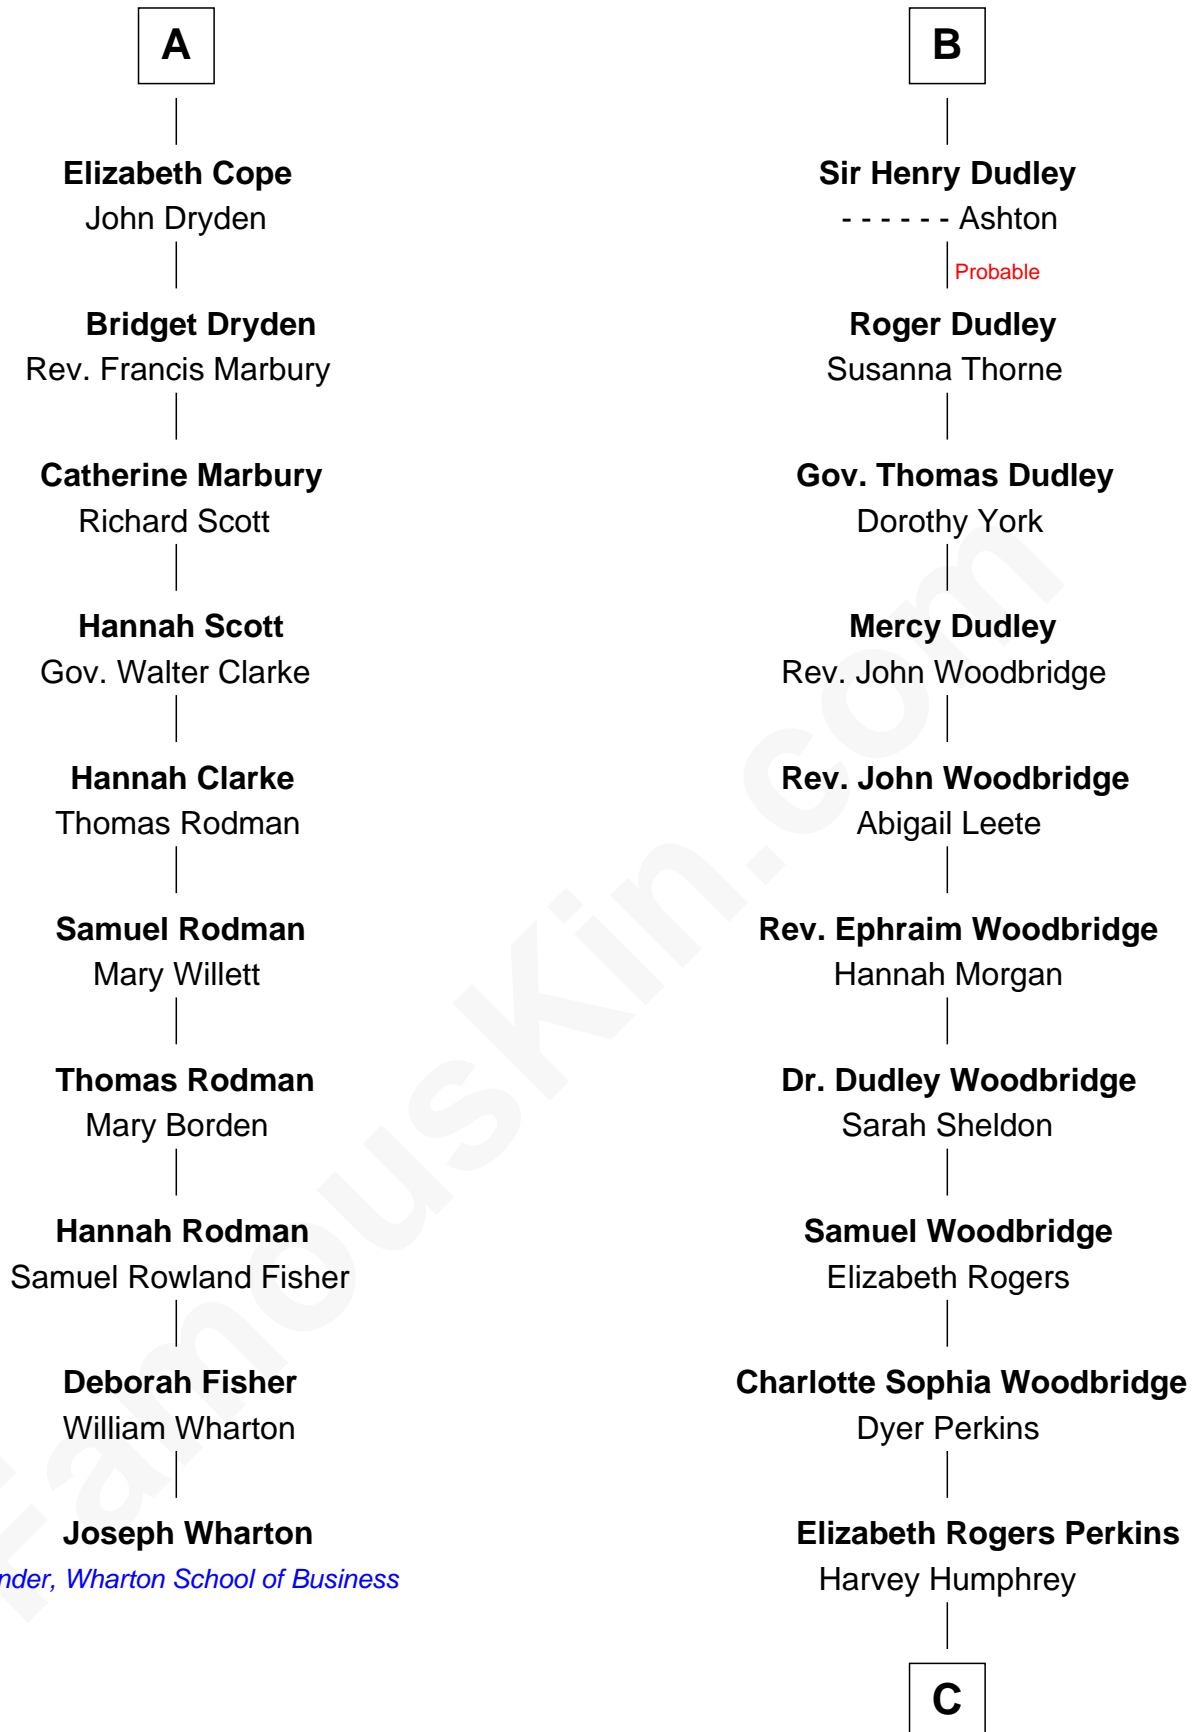 A
Elizabeth Cope
John Dryden
Bridget Dryden
Rev. Francis Marbury
Catherine Marbury
Richard Scott
Hannah Scott
Gov. Walter Clarke
Hannah Clarke
Thomas Rodman
Samuel Rodman
Mary Willett
Thomas Rodman
Mary Borden
Hannah Rodman
Samuel Rowland Fisher
Deborah Fisher
William Wharton
Joseph Wharton
nder, Wharton School of Business
B
Sir Henry Dudley
- - - - - - Ashton
Probable
Roger Dudley
Susanna Thorne
Gov. Thomas Dudley
Dorothy York
Mercy Dudley
Rev. John Woodbridge
Rev. John Woodbridge
Abigail Leete
Rev. Ephraim Woodbridge
Hannah Morgan
Dr. Dudley Woodbridge
Sarah Sheldon
Samuel Woodbridge
Elizabeth Rogers
Charlotte Sophia Woodbridge
Dyer Perkins
Elizabeth Rogers Perkins
Harvey Humphrey
C
FamousKin.com